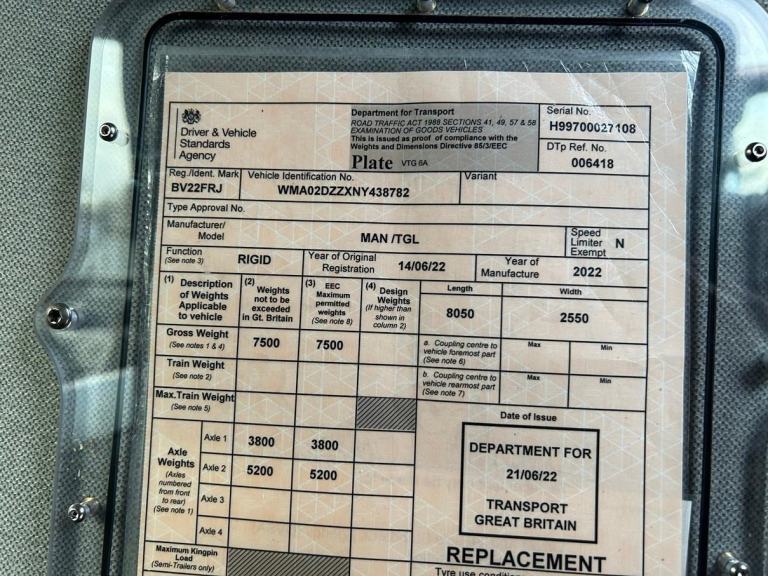 Driver & Vehicle
Standards
Agency
Department for Transport
ROAD TRAFFIC ACT 1988 SECTIONS 41, 49, 57 & 58
EXAMINATION OF GOODS VEHICLES
This is issued as proof of compliance with the
Weights and Dimensions Directive 85/3/EEC
Plate VTG 6A
Serial No.
H99700027108
DTp Ref. No.
006418
Reg./Ident. Mark
BV22FRJ
Vehicle Identification No.
WMA02DZZXNY438782
Variant
Type Approval No.
Manufacturer/
Model
MAN /TGL
Speed
Limiter
Exempt
N
Function
(See note 3)
RIGID
Year of Original
Registration
14/06/22
Year of
Manufacture
2022
(1) Description
of Weights
Applicable
to vehicle
(2) Weights
not to be
exceeded
in Gt. Britain
(3) EEC
Maximum
permitted
weights
(See note 8)
(4) Design
Weights
(If higher than
shown in
column 2)
Length
8050
Width
2550
Gross Weight
(See notes 1 & 4)
7500
7500
a. Coupling centre to
vehicle foremost part
(See note 6)
Max
Min
Train Weight
(See note 2)
b. Coupling centre to
vehicle rearmost part
(See note 7)
Max
Min
Max.Train Weight
(See note 5)
Date of Issue
Axle
Weights
(Axles
numbered
from front
to rear)
(See note 1)
Axle 1
3800
3800
Axle 2
5200
5200
Axle 3
Axle 4
DEPARTMENT FOR
21/06/22
TRANSPORT
GREAT BRITAIN
Maximum Kingpin
Load
(Semi-Trailers only)
REPLACEMENT